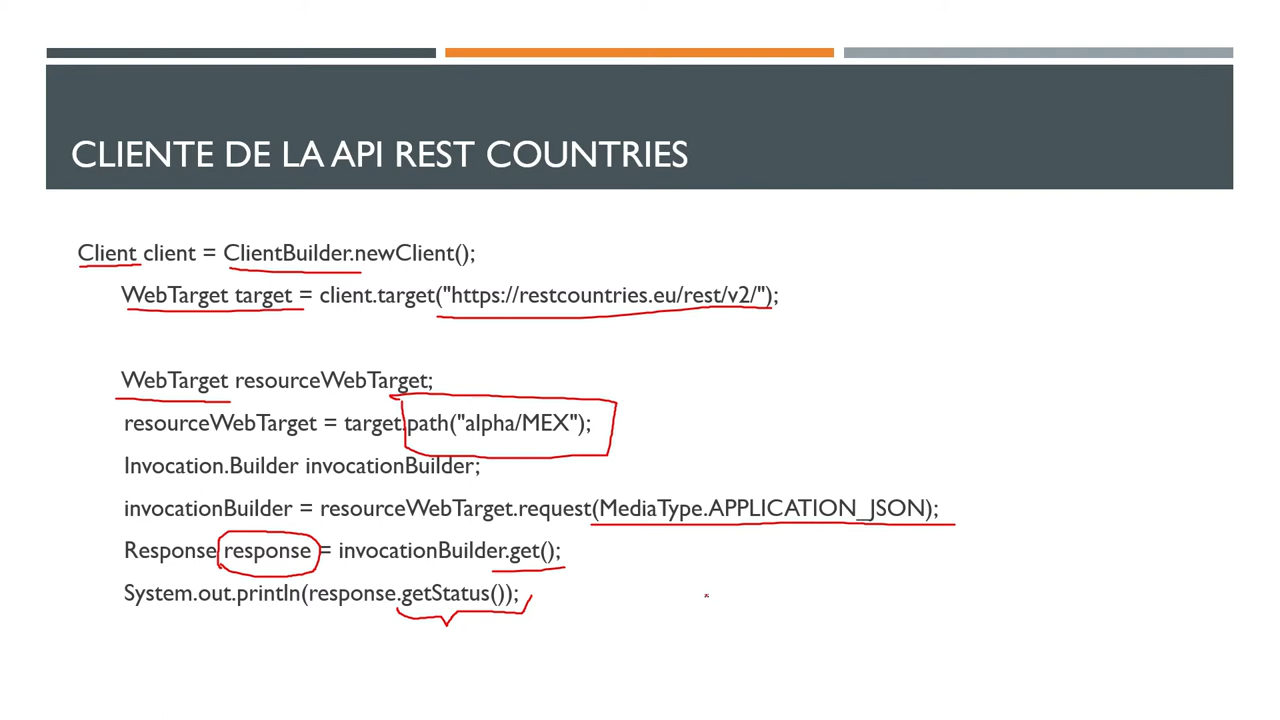 CLIENTE DE LA API REST COUNTRIES
Client client = ClientBuilder.newClient();
WebTarget target = client.target("https://restcountries.eu/rest/v2/");
WebTarget resourceWebTarget;
resourceWebTarget = target.path("alpha/MEX");
Invocation.Builder invocationBuilder;
invocationBuilder = resourceWebTarget.request(MediaType.APPLICATION_JSON);
Response response = invocationBuilder.get();
System.out.println(response.getStatus());